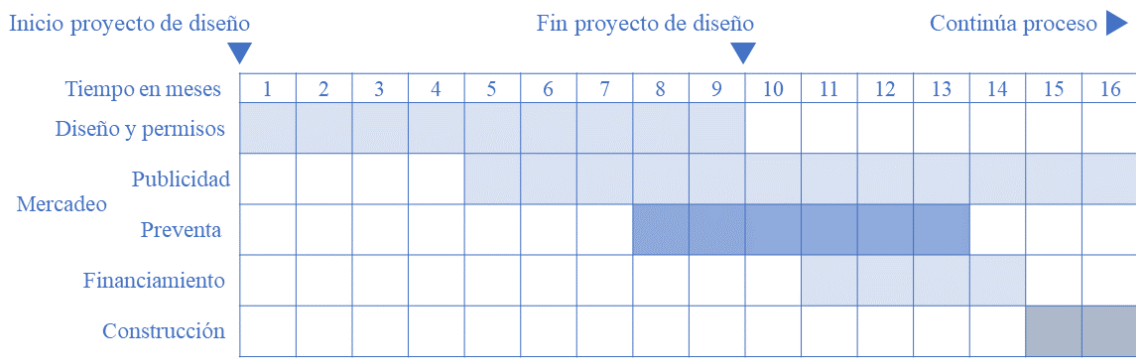 Inicio proyecto de diseño Fin proyecto de diseño Continúa proceso
Tiempo en meses 1 2 3 4 5 6 7 8 9 10 11 12 13 14 15 16
Diseño y permisos
Mercadeo
Publicidad
Preventa
Financiamiento
Construcción